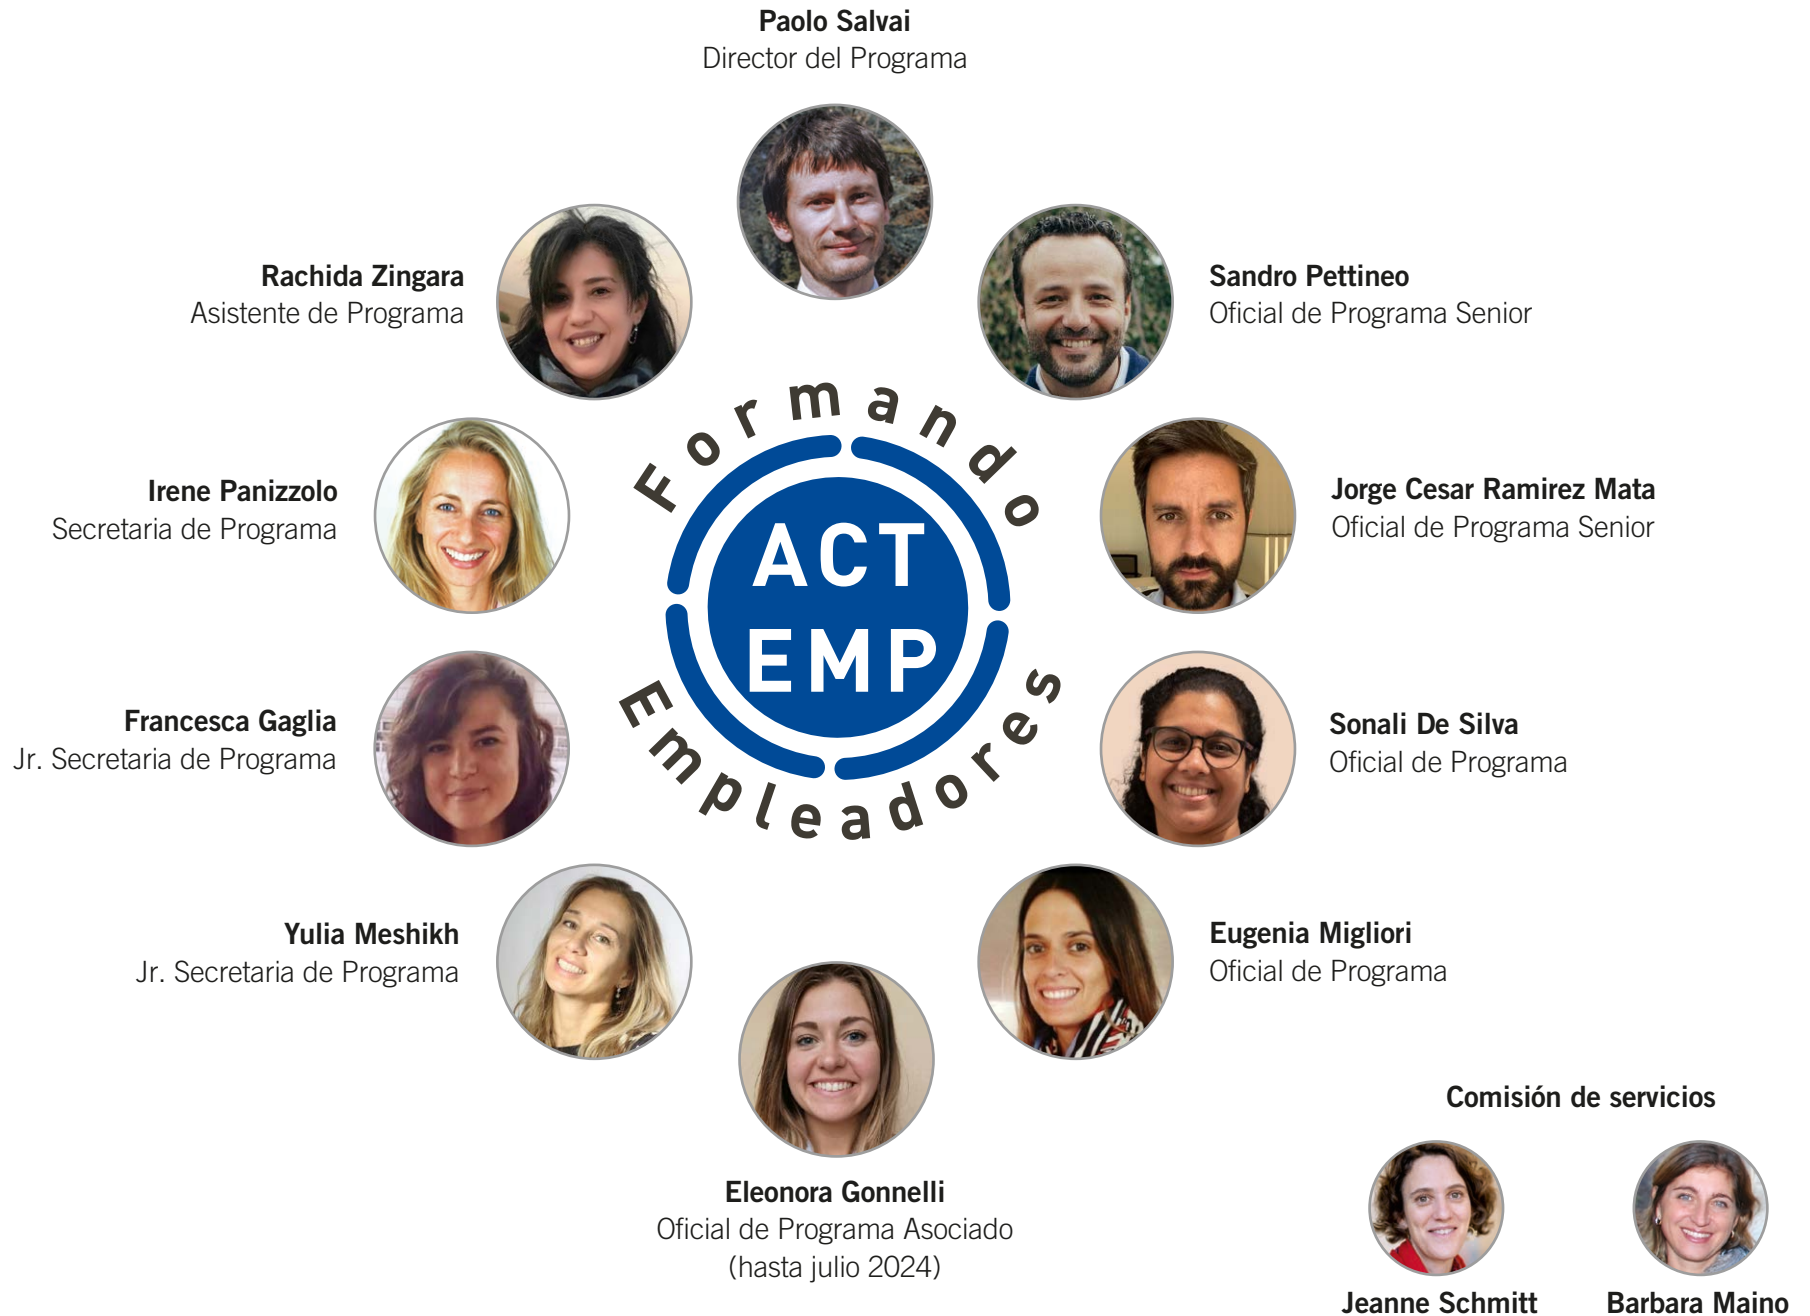 Paolo Salvai
Director del Programa
Rachida Zingara
Asistente de Programa
Sandro Pettineo
Oficial de Programa Senior
Irene Panizzolo
Secretaria de Programa
Jorge Cesar Ramirez Mata
Oficial de Programa Senior
Formando
ACT
EMP
Empleadores
Francesca Gaglia
Jr. Secretaria de Programa
Sonali De Silva
Oficial de Programa
Yulia Meshikh
Jr. Secretaria de Programa
Eugenia Migliori
Oficial de Programa
Eleonora Gonnelli
Oficial de Programa Asociado
(hasta julio 2024)
Comisión de servicios
Jeanne Schmitt
Barbara Maino